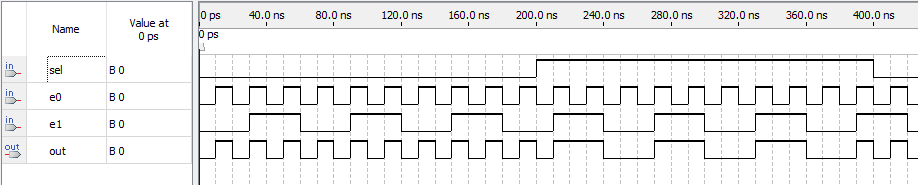 Name
Value at
0 ps
0 ps 40.0 ns 80.0 ns 120.0 ns 160.0 ns 200.0 ns 240.0 ns 280.0 ns 320.0 ns 360.0 ns 400.0 ns
0 ps
in sel B 0
in e0 B 0
in e1 B 0
out out B 0